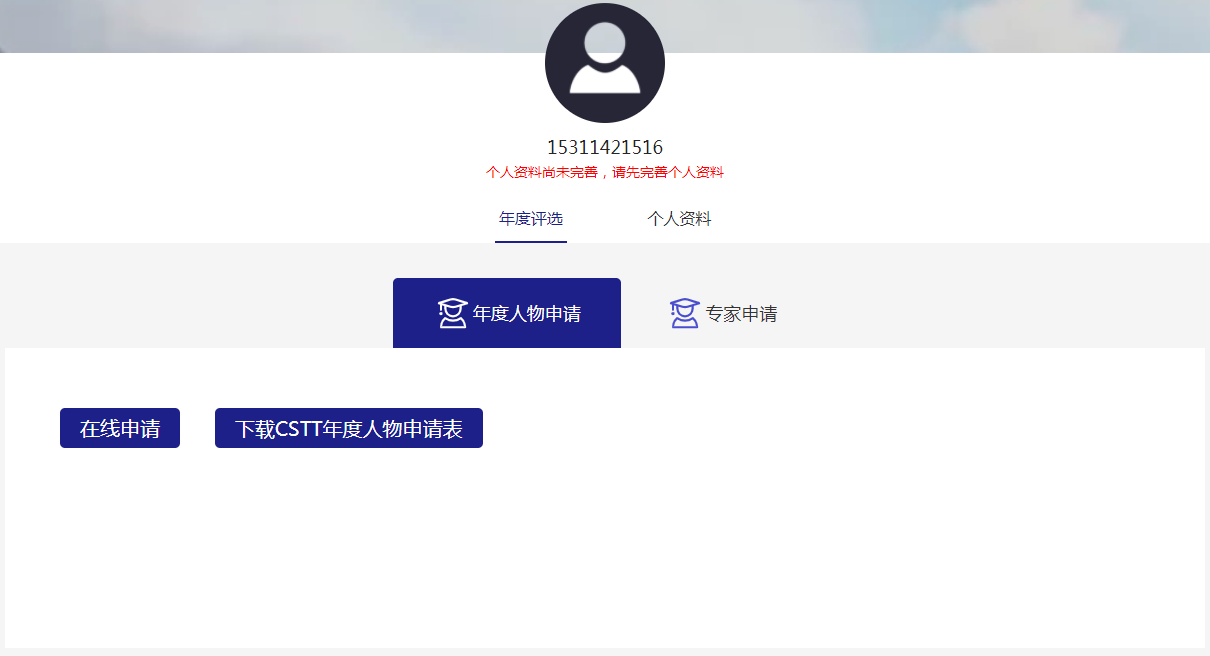 15311421516
个人资料尚未完善，请先完善个人资料
年度评选 个人资料
年度人物申请 专家申请
在线申请 下载CSTT年度人物申请表